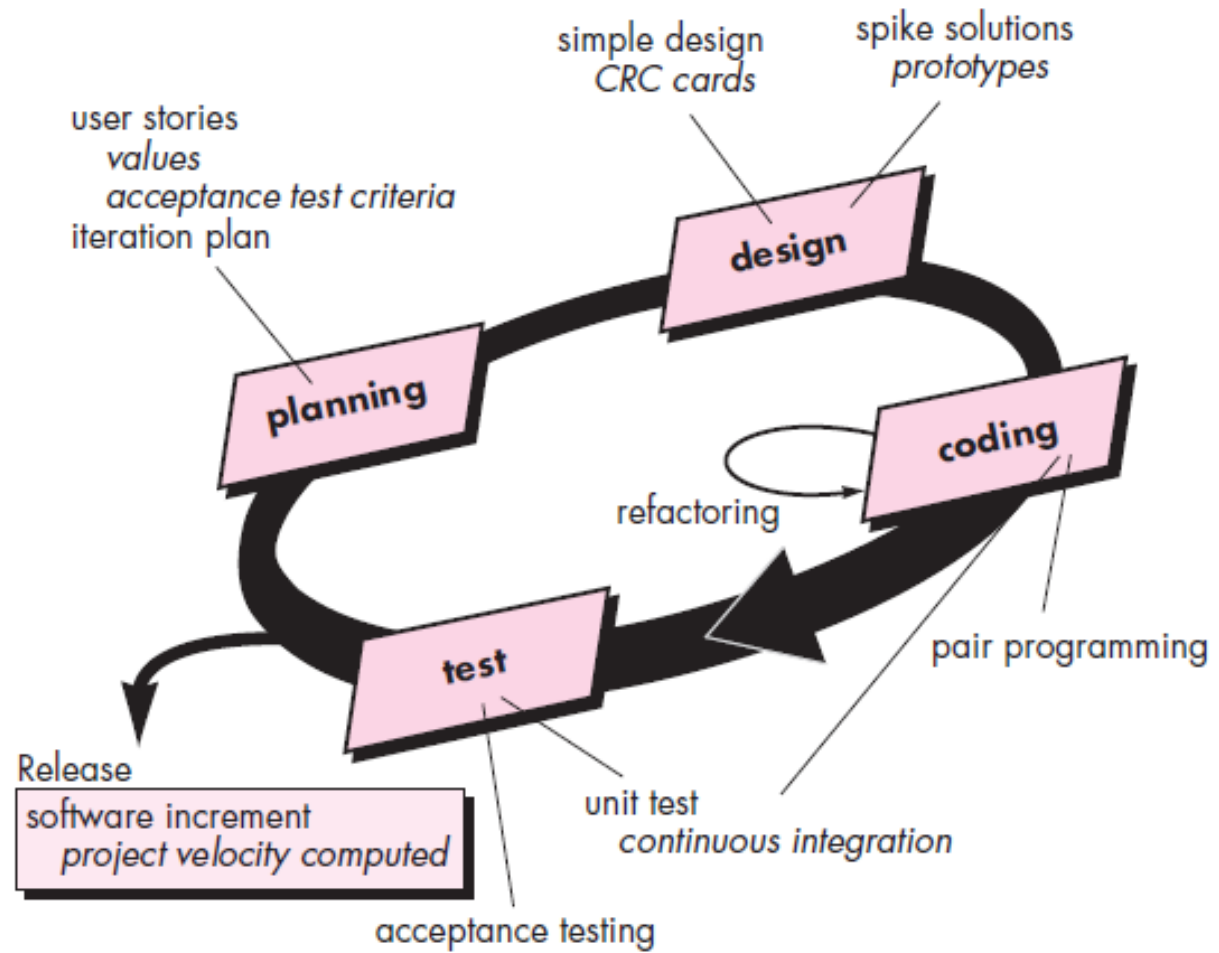 simple design
CRC cards
spike solutions
prototypes
user stories
values
acceptance test criteria
iteration plan
design
planning
coding
refactoring
test
pair programming
Release
software increment
project velocity computed
unit test
continuous integration
acceptance testing